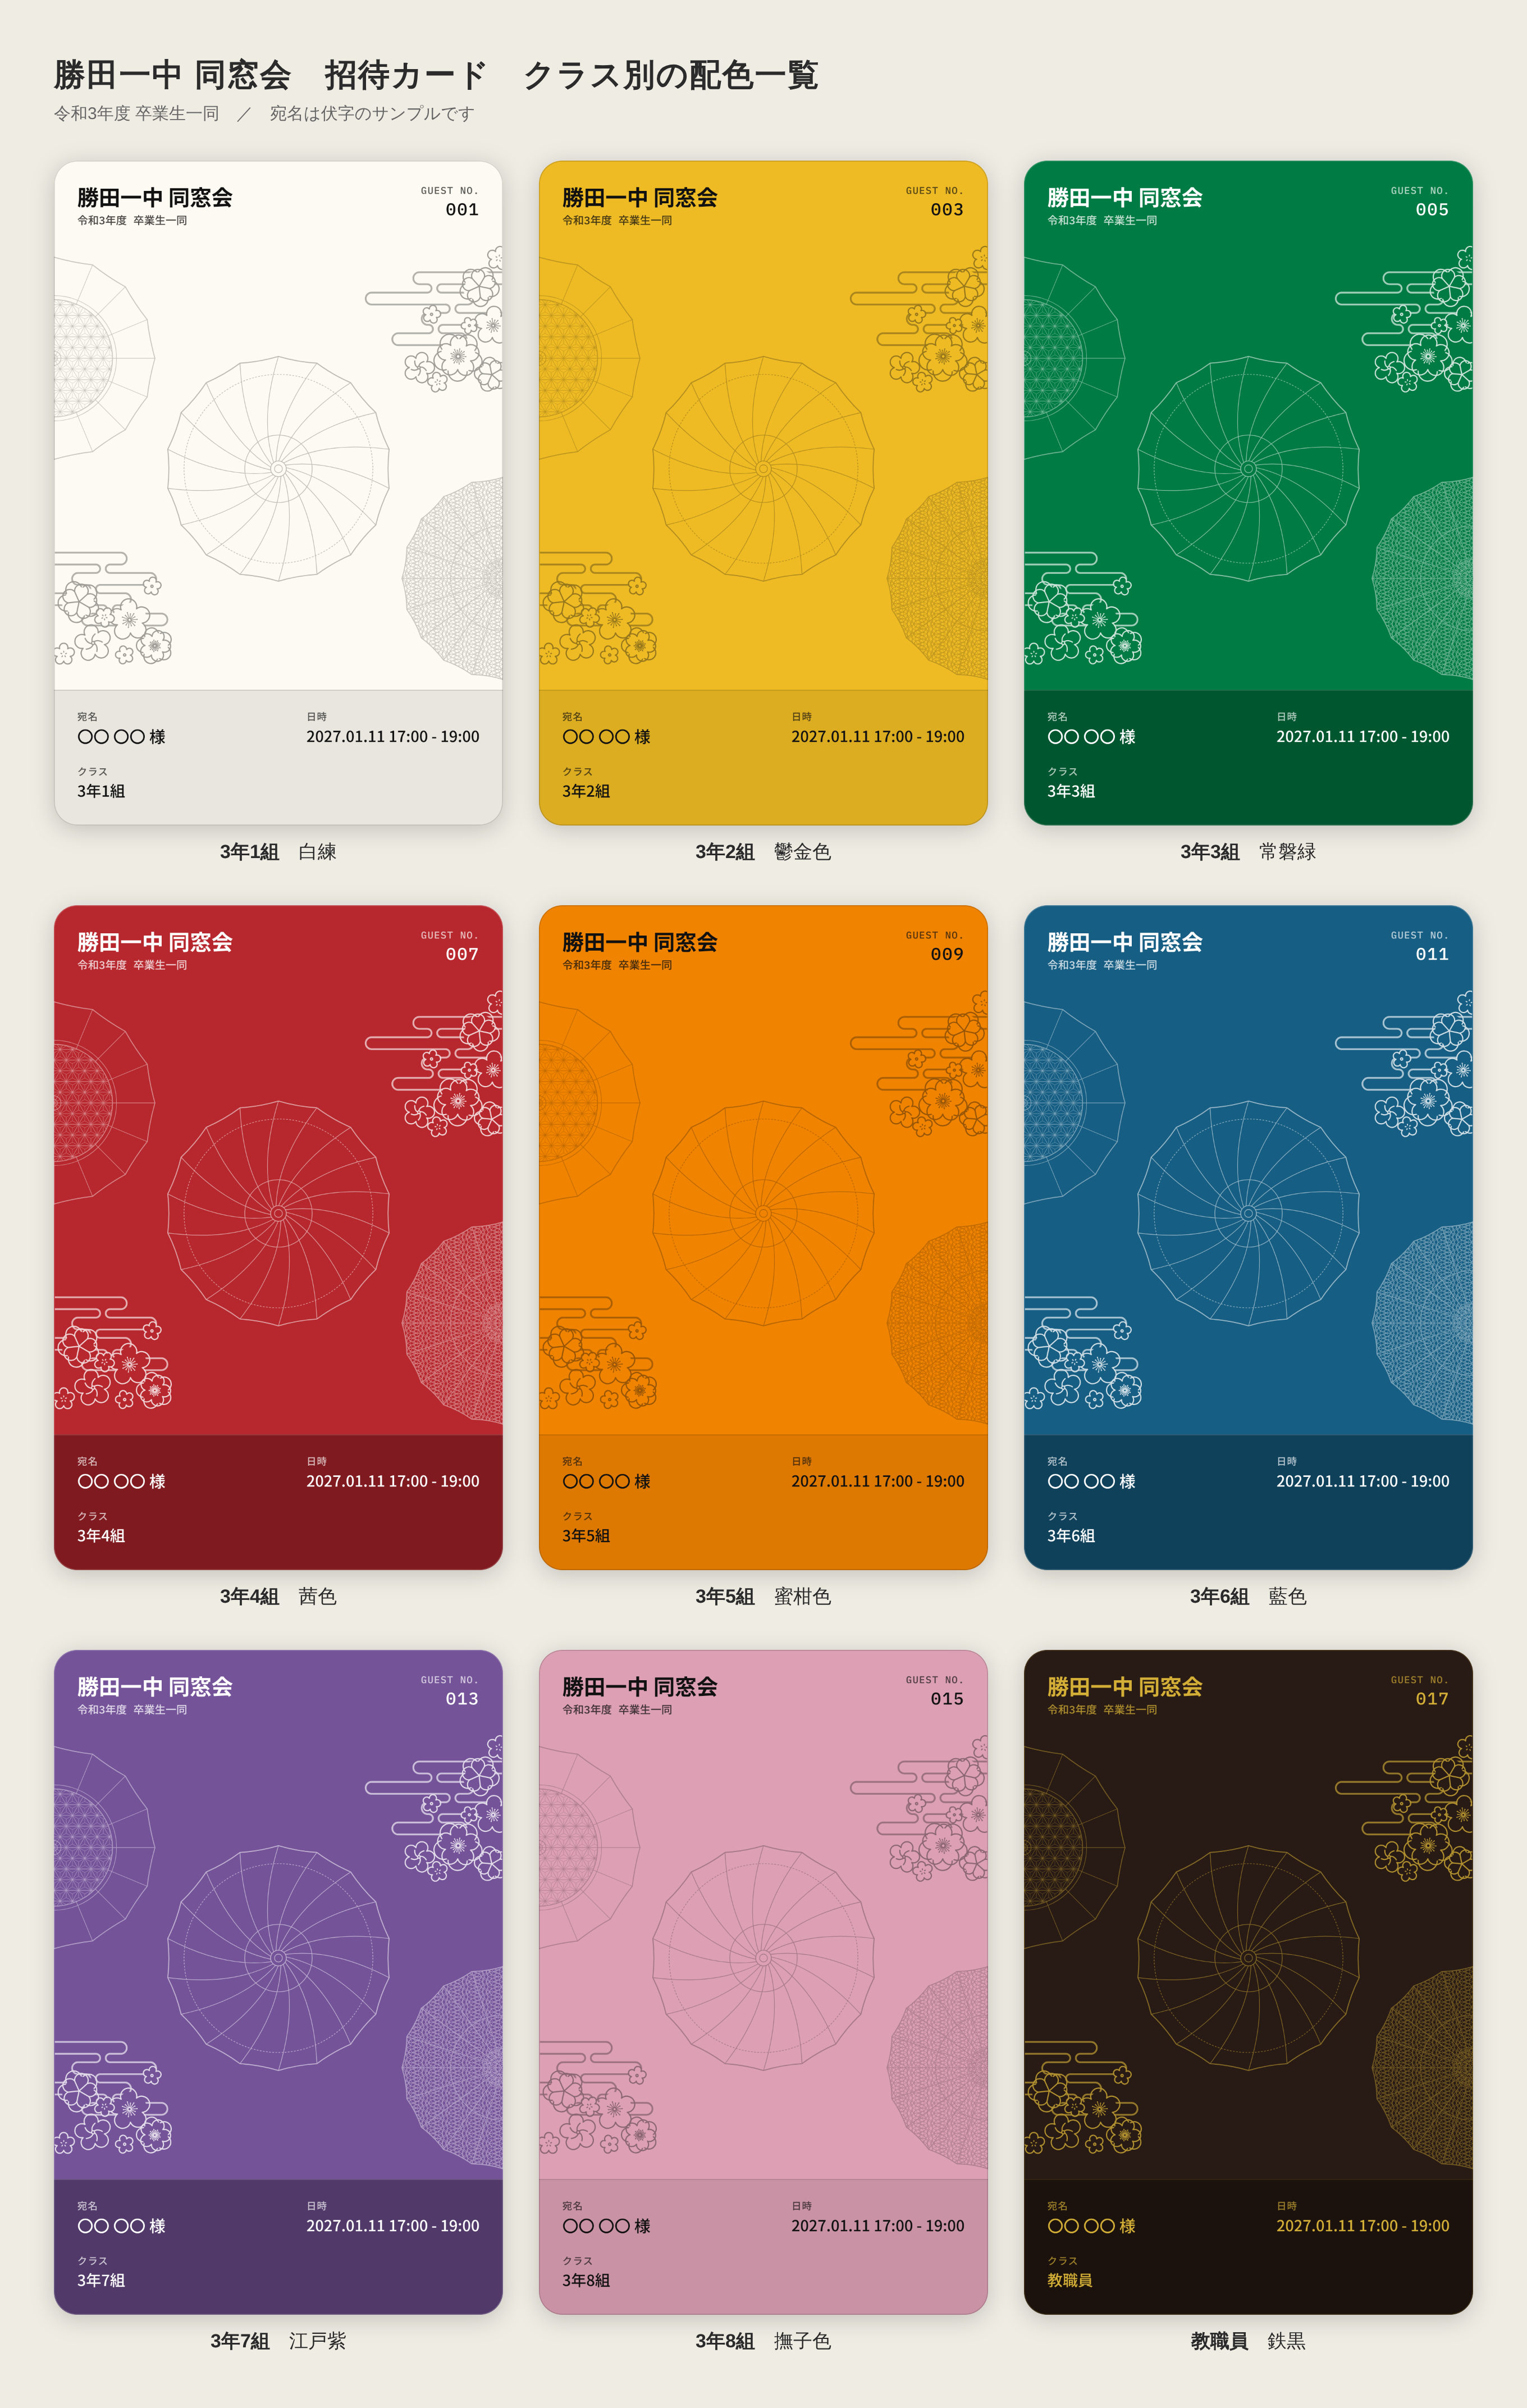 勝田一中 同窓会　招待カード　クラス別の配色一覧
令和3年度 卒業生一同　／　宛名は伏字のサンプルです
勝田一中 同窓会
令和3年度 卒業生一同
GUEST NO.
001
宛名
〇〇 〇〇 様
日時
2027.01.11 17:00 - 19:00
クラス
3年1組
3年1組　白練
勝田一中 同窓会
令和3年度 卒業生一同
GUEST NO.
003
宛名
〇〇 〇〇 様
日時
2027.01.11 17:00 - 19:00
クラス
3年2組
3年2組　鬱金色
勝田一中 同窓会
令和3年度 卒業生一同
GUEST NO.
005
宛名
〇〇 〇〇 様
日時
2027.01.11 17:00 - 19:00
クラス
3年3組
3年3組　常磐緑
勝田一中 同窓会
令和3年度 卒業生一同
GUEST NO.
007
宛名
〇〇 〇〇 様
日時
2027.01.11 17:00 - 19:00
クラス
3年4組
3年4組　茜色
勝田一中 同窓会
令和3年度 卒業生一同
GUEST NO.
009
宛名
〇〇 〇〇 様
日時
2027.01.11 17:00 - 19:00
クラス
3年5組
3年5組　蜜柑色
勝田一中 同窓会
令和3年度 卒業生一同
GUEST NO.
011
宛名
〇〇 〇〇 様
日時
2027.01.11 17:00 - 19:00
クラス
3年6組
3年6組　藍色
勝田一中 同窓会
令和3年度 卒業生一同
GUEST NO.
013
宛名
〇〇 〇〇 様
日時
2027.01.11 17:00 - 19:00
クラス
3年7組
3年7組　江戸紫
勝田一中 同窓会
令和3年度 卒業生一同
GUEST NO.
015
宛名
〇〇 〇〇 様
日時
2027.01.11 17:00 - 19:00
クラス
3年8組
3年8組　撫子色
勝田一中 同窓会
令和3年度 卒業生一同
GUEST NO.
017
宛名
〇〇 〇〇 様
日時
2027.01.11 17:00 - 19:00
クラス
教職員
教職員　鉄黒